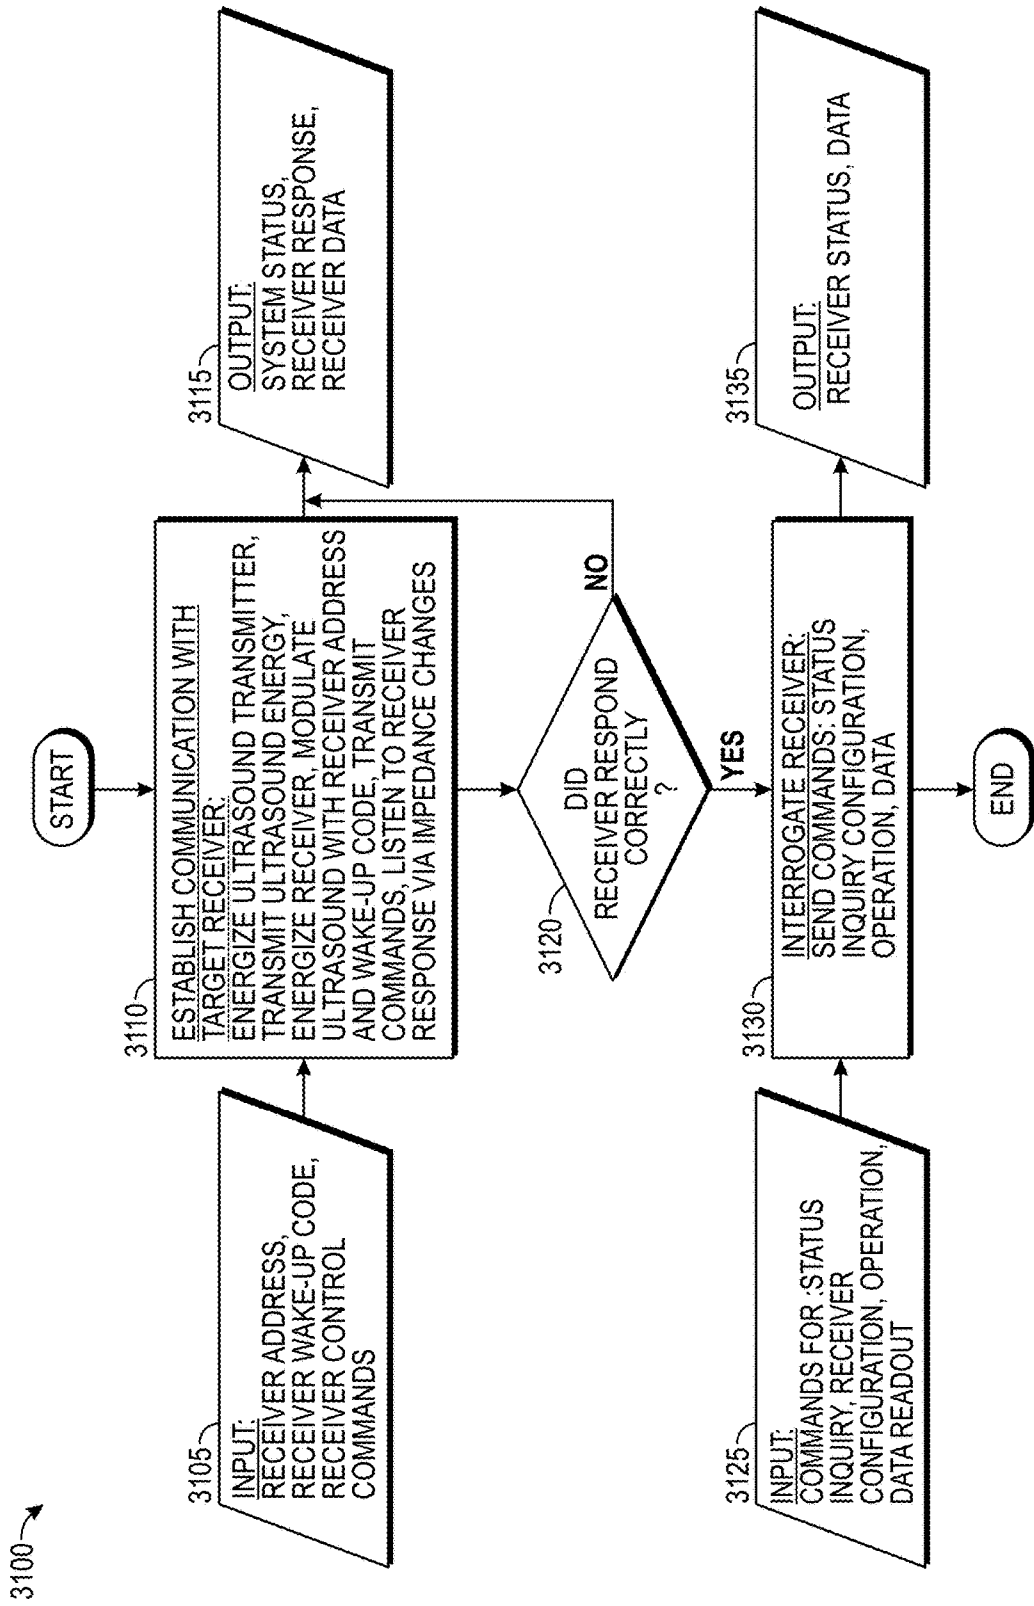 3100
START
3105
INPUT:
RECEIVER ADDRESS,
RECEIVER WAKE-UP CODE,
RECEIVER CONTROL
COMMANDS
3110
ESTABLISH COMMUNICATION WITH
TARGET RECEIVER:
ENERGIZE ULTRASOUND TRANSMITTER,
TRANSMIT ULTRASOUND ENERGY,
ENERGIZE RECEIVER, MODULATE
ULTRASOUND WITH RECEIVER ADDRESS
AND WAKE-UP CODE, TRANSMIT
COMMANDS, LISTEN TO RECEIVER
RESPONSE VIA IMPEDANCE CHANGES
3115
OUTPUT:
SYSTEM STATUS,
RECEIVER RESPONSE,
RECEIVER DATA
3120
DID
RECEIVER RESPOND
CORRECTLY
?
NO
YES
3125
INPUT:
COMMANDS FOR :STATUS
INQUIRY, RECEIVER
CONFIGURATION, OPERATION,
DATA READOUT
3130
INTERROGATE RECEIVER:
SEND COMMANDS: STATUS
INQUIRY CONFIGURATION,
OPERATION, DATA
3135
OUTPUT:
RECEIVER STATUS, DATA
END